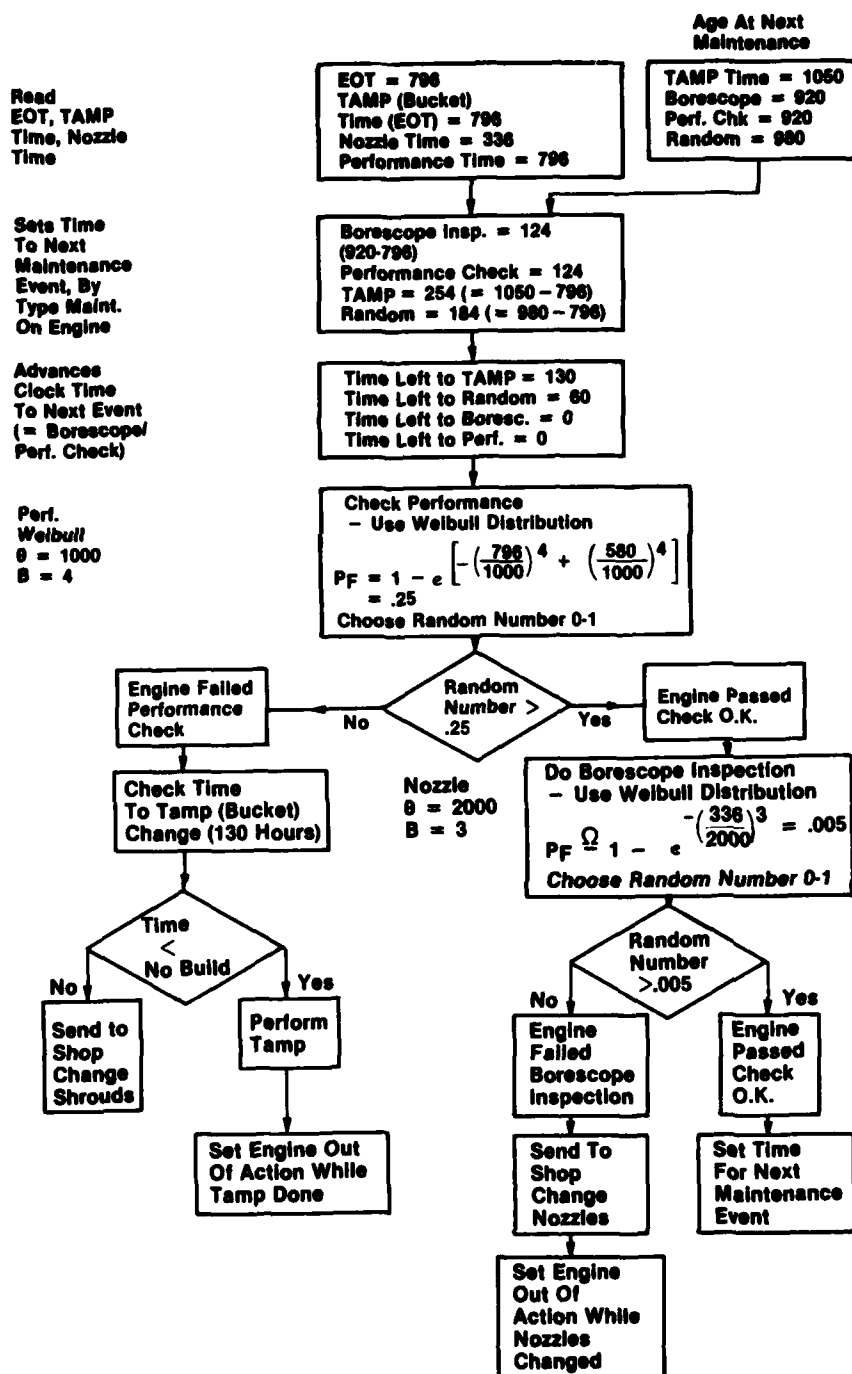 Age At Next
Maintenance
Read
EOT, TAMP
Time, Nozzle
Time
EOT = 796
TAMP (Bucket)
Time (EOT) = 796
Nozzle Time = 336
Performance Time = 796
TAMP Time = 1050
Borescope = 920
Perf. Chk = 920
Random = 980
Sets Time
To Next
Maintenance
Event, By
Type Maint.
On Engine
Borescope Insp. = 124
(920-796)
Performance Check = 124
TAMP = 254 (= 1050 – 796)
Random = 184 (= 980 – 796)
Advances
Clock Time
To Next Event
(= Borescope/
Perf. Check)
Time Left to TAMP = 130
Time Left to Random = 60
Time Left to Boresc. = 0
Time Left to Perf. = 0
Perf.
Weibull
θ = 1000
B = 4
Check Performance
– Use Weibull Distribution
PF = 1 - e [-(796/1000)^4 + (580/1000)^4]
= .25
Choose Random Number 0-1
Random
Number >
.25
No
Yes
Engine Failed
Performance
Check
Engine Passed
Check O.K.
Check Time
To Tamp (Bucket)
Change (130 Hours)
Nozzle
θ = 2000
B = 3
Do Borescope Inspection
– Use Weibull Distribution
PF Ω = 1 - e -(336/2000)^3 = .005
Choose Random Number 0-1
Time
<
No Build
No
Yes
Send to
Shop
Change
Shrouds
Perform
Tamp
Set Engine Out
Of Action While
Tamp Done
Random
Number
>.005
No
Yes
Engine
Failed
Borescope
Inspection
Engine
Passed
Check
O.K.
Send To
Shop
Change
Nozzles
Set Time
For Next
Maintenance
Event
Set Engine
Out Of
Action While
Nozzles
Changed